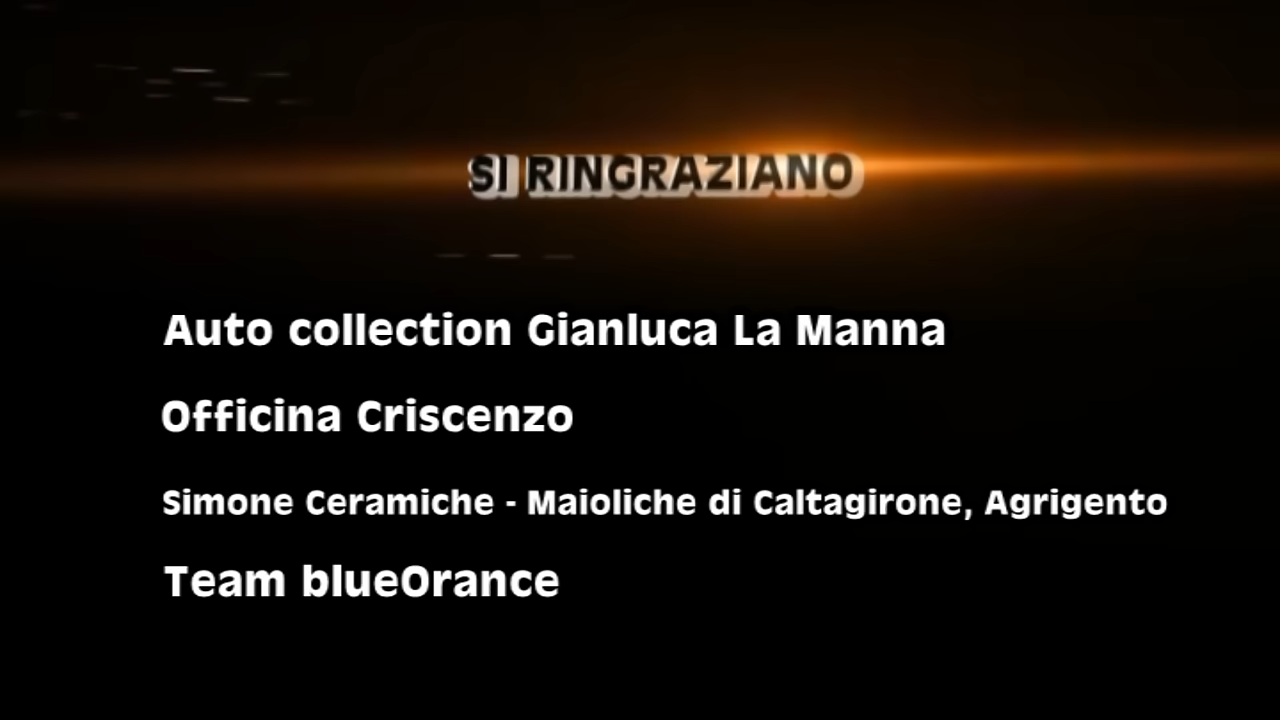 SI RINGRAZIANO
Auto collection Gianluca La Manna
Officina Criscenzo
Simone Ceramiche - Maioliche di Caltagirone, Agrigento
Team blueOrance